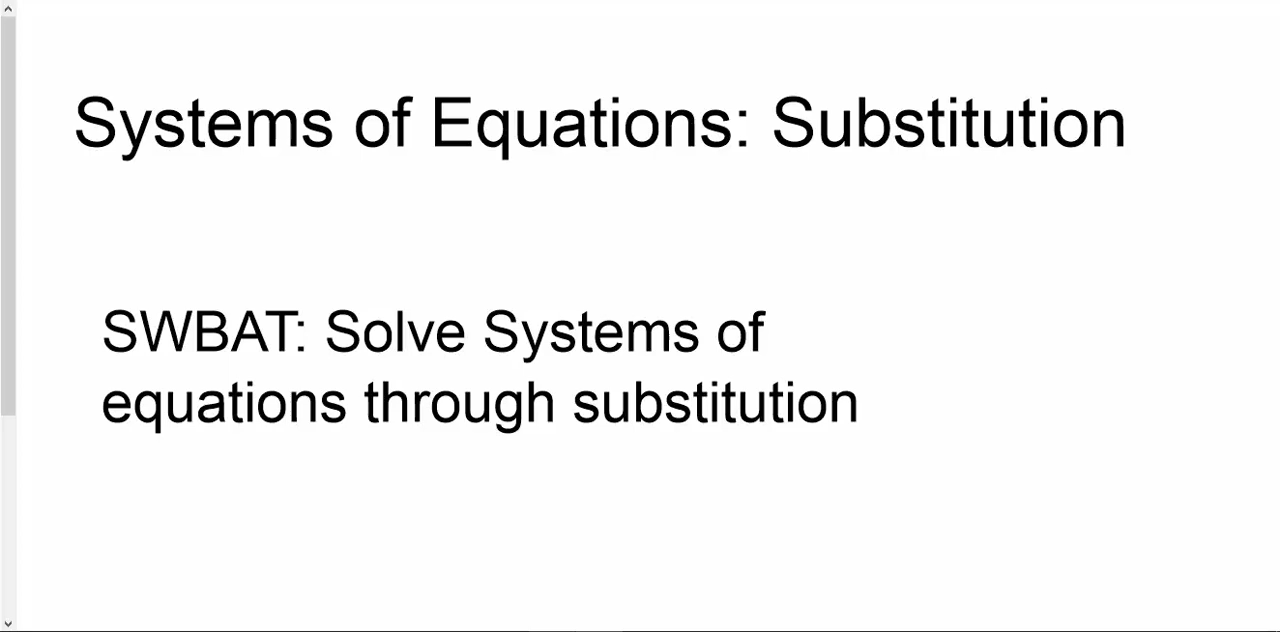 Systems of Equations: Substitution
SWBAT: Solve Systems of
equations through substitution